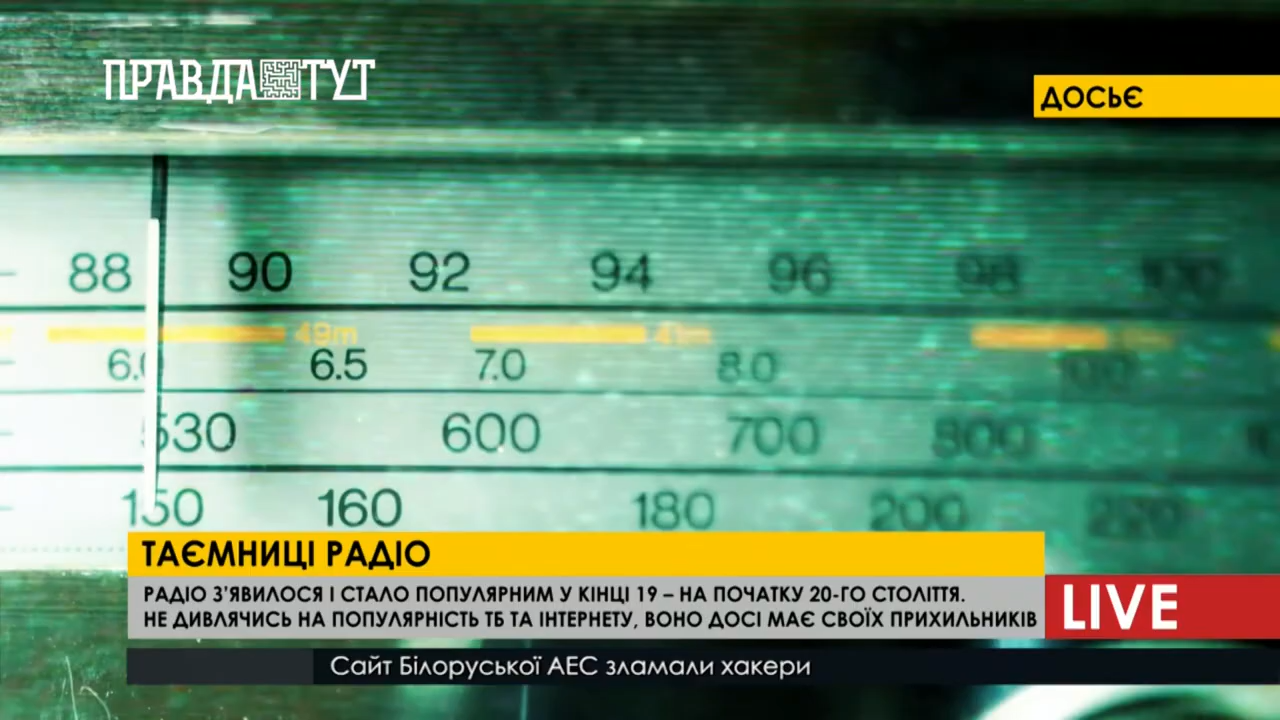 ПРАВДА ТУТ
ДОСЬЄ
88 90 92 94 96 98 100
49m 41m
6.5 7.0 8.0
530 600 700 800
150 160 180 200 220
ТАЄМНИЦІ РАДІО
РАДІО З'ЯВИЛОСЯ І СТАЛО ПОПУЛЯРНИМ У КІНЦІ 19 – НА ПОЧАТКУ 20-ГО СТОЛІТТЯ.
НЕ ДИВЛЯЧИСЬ НА ПОПУЛЯРНІСТЬ ТБ ТА ІНТЕРНЕТУ, ВОНО ДОСІ МАЄ СВОЇХ ПРИХИЛЬНИКІВ
LIVE
Сайт Білоруської АЕС зламали хакери